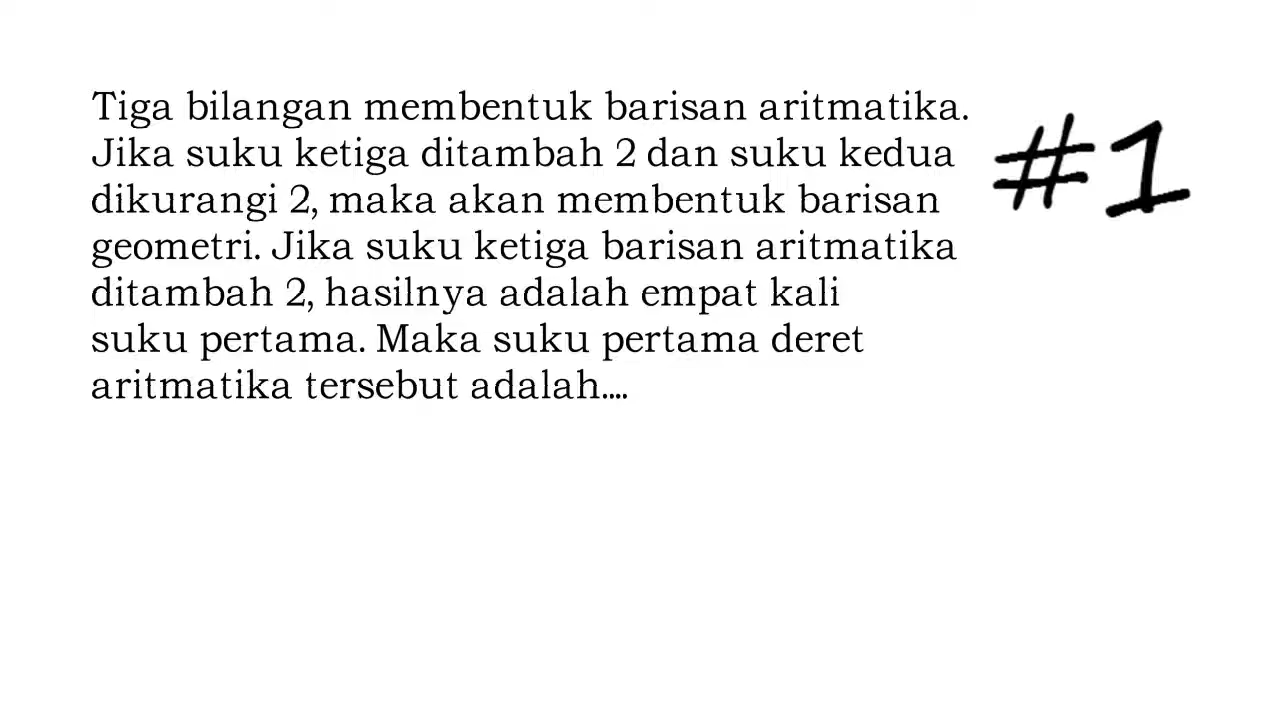 Tiga bilangan membentuk barisan aritmatika.
Jika suku ketiga ditambah 2 dan suku kedua
dikurangi 2, maka akan membentuk barisan
geometri. Jika suku ketiga barisan aritmatika
ditambah 2, hasilnya adalah empat kali
suku pertama. Maka suku pertama deret
aritmatika tersebut adalah....
#1